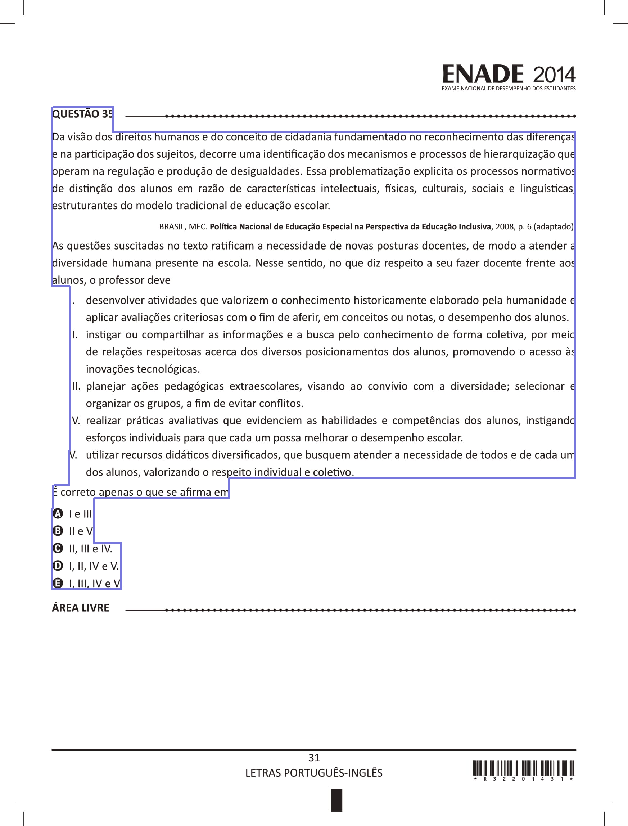 ENADE 2014
EXAME NACIONAL DE DESEMPENHO DOS ESTUDANTES
QUESTÃO 35
Da visão dos direitos humanos e do conceito de cidadania fundamentado no reconhecimento das diferenças
e na participação dos sujeitos, decorre uma identificação dos mecanismos e processos de hierarquização que
operam na regulação e produção de desigualdades. Essa problematização explicita os processos normativos
de distinção dos alunos em razão de características intelectuais, físicas, culturais, sociais e linguísticas,
estruturantes do modelo tradicional de educação escolar.
BRASIL, MEC. Política Nacional de Educação Especial na Perspectiva da Educação Inclusiva, 2008, p. 6 (adaptado).
As questões suscitadas no texto ratificam a necessidade de novas posturas docentes, de modo a atender a
diversidade humana presente na escola. Nesse sentido, no que diz respeito a seu fazer docente frente aos
alunos, o professor deve
I. desenvolver atividades que valorizem o conhecimento historicamente elaborado pela humanidade e
aplicar avaliações criteriosas com o fim de aferir, em conceitos ou notas, o desempenho dos alunos.
II. instigar ou compartilhar as informações e a busca pelo conhecimento de forma coletiva, por meio
de relações respeitosas acerca dos diversos posicionamentos dos alunos, promovendo o acesso às
inovações tecnológicas.
III. planejar ações pedagógicas extraescolares, visando ao convívio com a diversidade; selecionar e
organizar os grupos, a fim de evitar conflitos.
IV. realizar práticas avaliativas que evidenciem as habilidades e competências dos alunos, instigando
esforços individuais para que cada um possa melhorar o desempenho escolar.
V. utilizar recursos didáticos diversificados, que busquem atender a necessidade de todos e de cada um
dos alunos, valorizando o respeito individual e coletivo.
É correto apenas o que se afirma em
A I e III.
B II e V.
C II, III e IV.
D I, II, IV e V.
E I, III, IV e V.
ÁREA LIVRE
31
LETRAS PORTUGUÊS-INGLÊS
* R 3 2 2 0 1 4 3 1 *